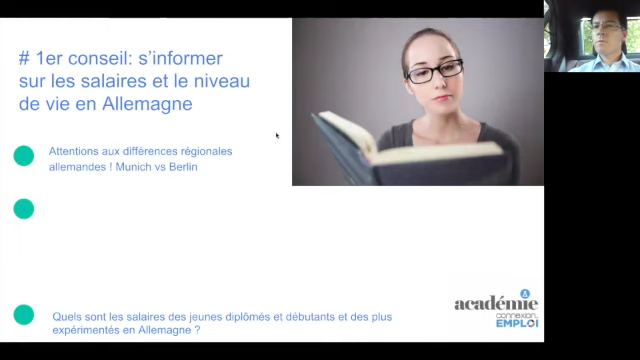 # 1er conseil: s'informer
sur les salaires et le niveau
de vie en Allemagne
Attentions aux différences régionales
allemandes ! Munich vs Berlin
Quels sont les salaires des jeunes diplômés et débutants et des plus
expérimentés en Allemagne ?
académie
connexion
EMPLOI